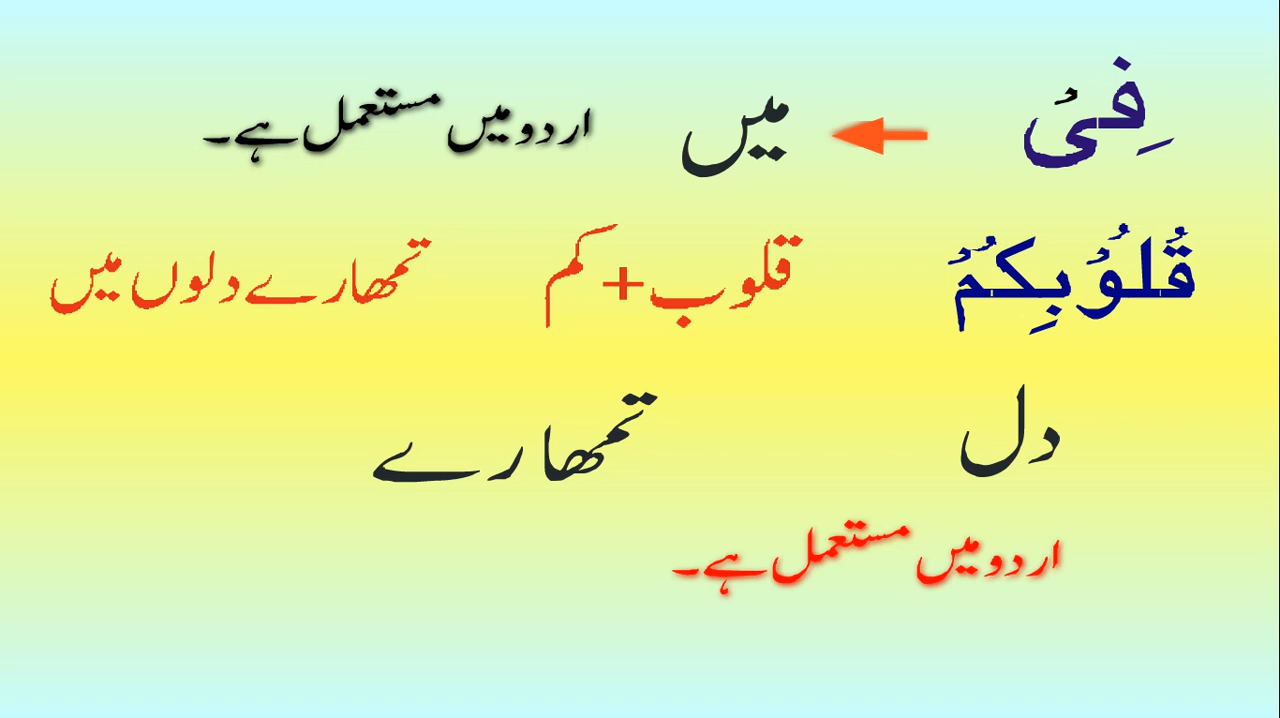 فِیْ ← میں اردو میں مستعمل ہے۔
قُلُوْبِکُمْ قلوب+کم تمھارے دلوں میں
دل تمھارے
اردو میں مستعمل ہے۔